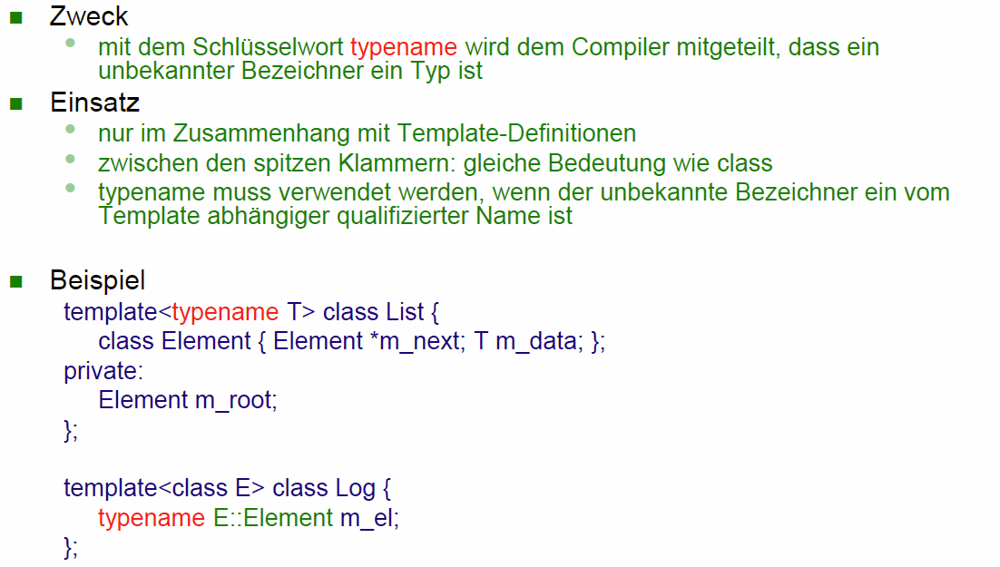 Zweck
mit dem Schlüsselwort typename wird dem Compiler mitgeteilt, dass ein
unbekannter Bezeichner ein Typ ist
Einsatz
nur im Zusammenhang mit Template-Definitionen
zwischen den spitzen Klammern: gleiche Bedeutung wie class
typename muss verwendet werden, wenn der unbekannte Bezeichner ein vom
Template abhängiger qualifizierter Name ist
Beispiel
template<typename T> class List {
class Element { Element *m_next; T m_data; };
private:
Element m_root;
};
template<class E> class Log {
typename E::Element m_el;
};